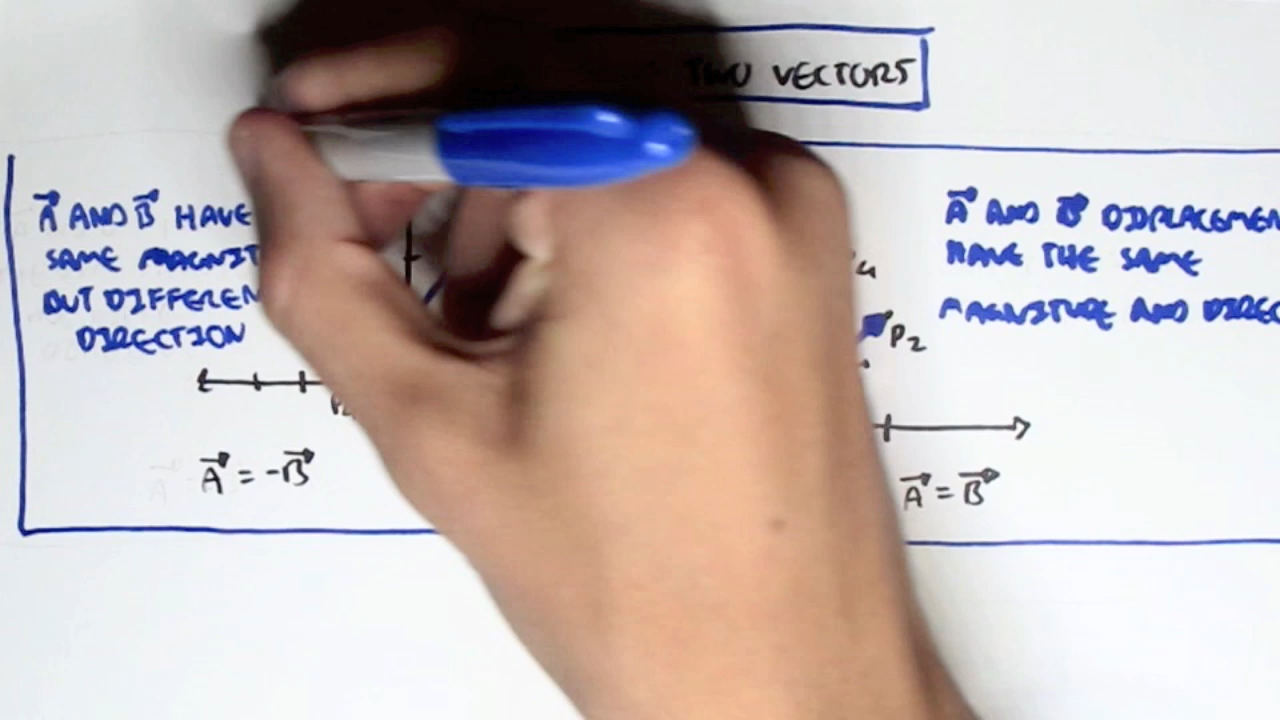 TWO VECTORS
A⃗ AND B⃗ HAVE
SAME MAGNIT
BUT DIFFEREN
DIRECTION
A⃗ = -B⃗
P₂
A⃗ AND B⃗ DISPLACEMEN
HAVE THE SAME
MAGNITUDE AND DIREC
A⃗ = B⃗